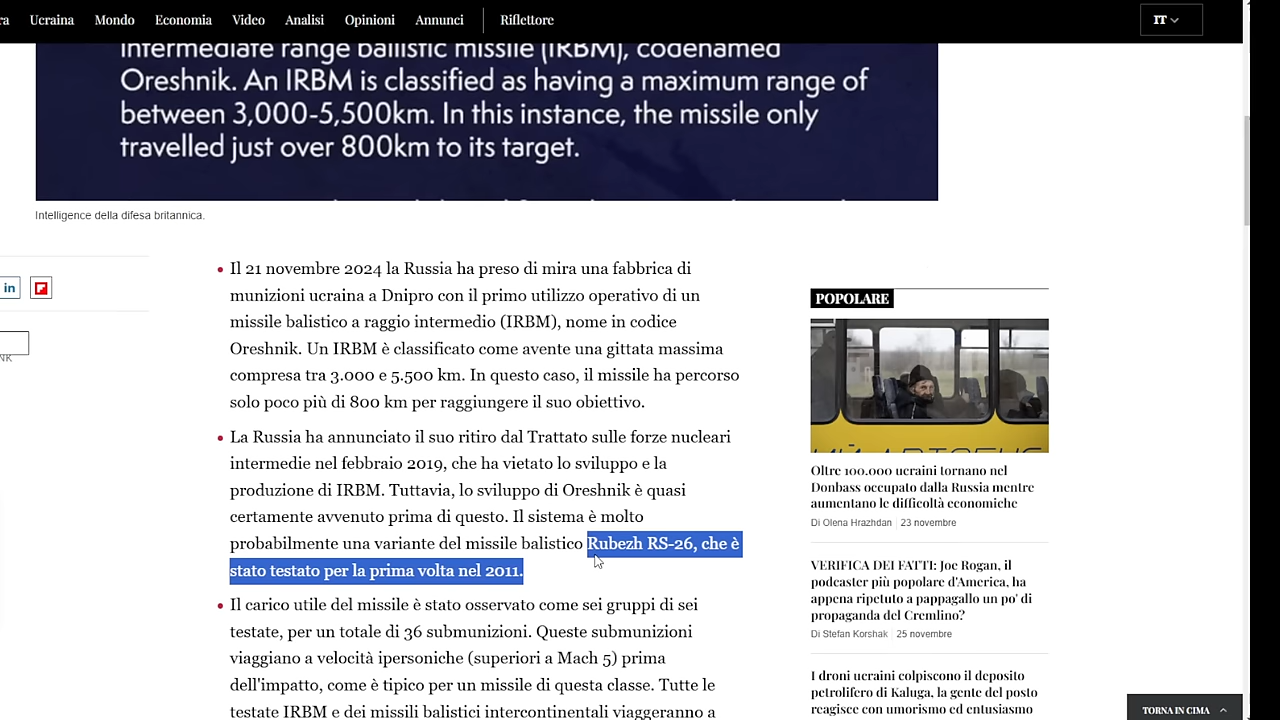 ra Ucraina Mondo Economia Video Analisi Opinioni Annunci Riflettore IT
intermediate range ballistic missile (IRBM), codenamed
Oreshnik. An IRBM is classified as having a maximum range of
between 3,000-5,500km. In this instance, the missile only
travelled just over 800km to its target.
Intelligence della difesa britannica.
in
NK
Il 21 novembre 2024 la Russia ha preso di mira una fabbrica di
munizioni ucraina a Dnipro con il primo utilizzo operativo di un
missile balistico a raggio intermedio (IRBM), nome in codice
Oreshnik. Un IRBM è classificato come avente una gittata massima
compresa tra 3.000 e 5.500 km. In questo caso, il missile ha percorso
solo poco più di 800 km per raggiungere il suo obiettivo.
La Russia ha annunciato il suo ritiro dal Trattato sulle forze nucleari
intermedie nel febbraio 2019, che ha vietato lo sviluppo e la
produzione di IRBM. Tuttavia, lo sviluppo di Oreshnik è quasi
certamente avvenuto prima di questo. Il sistema è molto
probabilmente una variante del missile balistico Rubezh RS-26, che è
stato testato per la prima volta nel 2011.
Il carico utile del missile è stato osservato come sei gruppi di sei
testate, per un totale di 36 submunizioni. Queste submunizioni
viaggiano a velocità ipersoniche (superiori a Mach 5) prima
dell'impatto, come è tipico per un missile di questa classe. Tutte le
testate IRBM e dei missili balistici intercontinentali viaggeranno a
POPOLARE
Oltre 100.000 ucraini tornano nel
Donbass occupato dalla Russia mentre
aumentano le difficoltà economiche
Di Olena Hrazhdan | 23 novembre
VERIFICA DEI FATTI: Joe Rogan, il
podcaster più popolare d'America, ha
appena ripetuto a pappagallo un po' di
propaganda del Cremlino?
Di Stefan Korshak | 25 novembre
I droni ucraini colpiscono il deposito
petrolifero di Kaluga, la gente del posto
reagisce con umorismo ed entusiasmo
TORNA IN CIMA